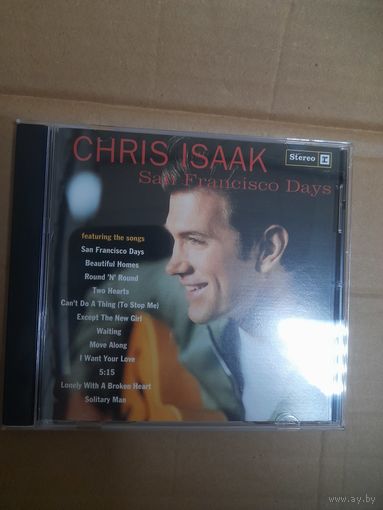 CHRIS ISAAK
San Francisco Days
Stereo r
featuring the songs
San Francisco Days
Beautiful Homes
Round 'N' Round
Two Hearts
Can't Do A Thing (To Stop Me)
Except The New Girl
Waiting
Move Along
I Want Your Love
5:15
Lonely With A Broken Heart
Solitary Man
www.ay.by